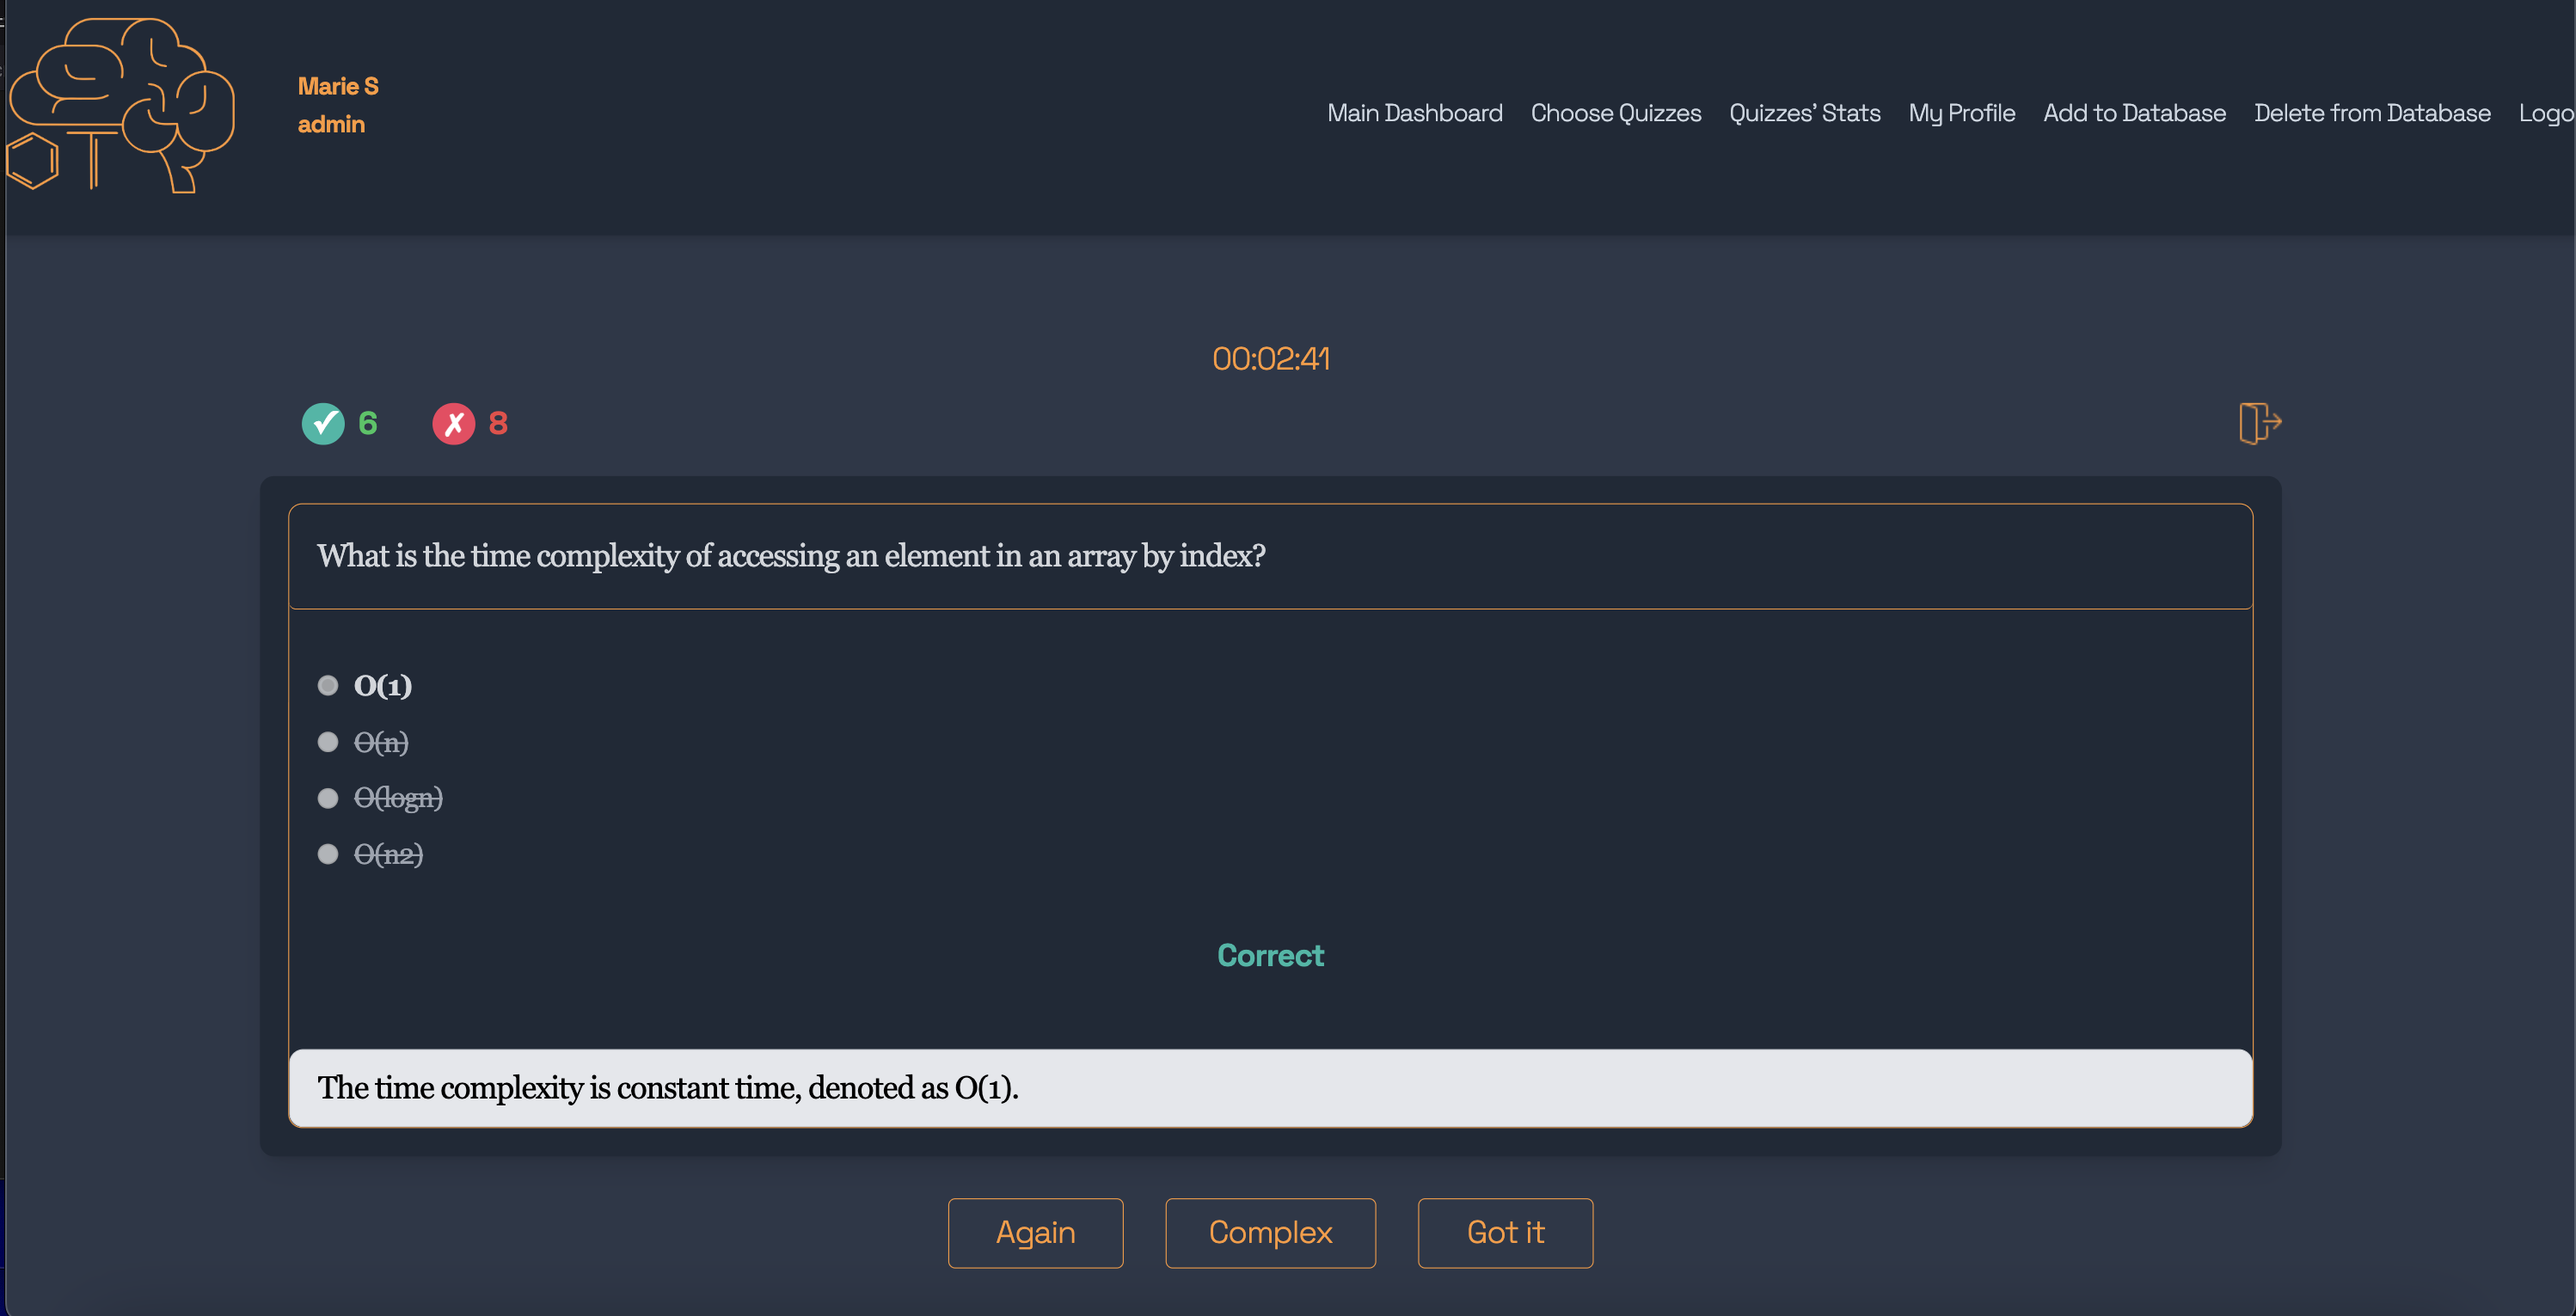 Marie S
admin
Main Dashboard Choose Quizzes Quizzes' Stats My Profile Add to Database Delete from Database Logo
00:02:41
6 8
What is the time complexity of accessing an element in an array by index?
O(1)
O(n)
O(logn)
O(n2)
Correct
The time complexity is constant time, denoted as O(1).
Again Complex Got it